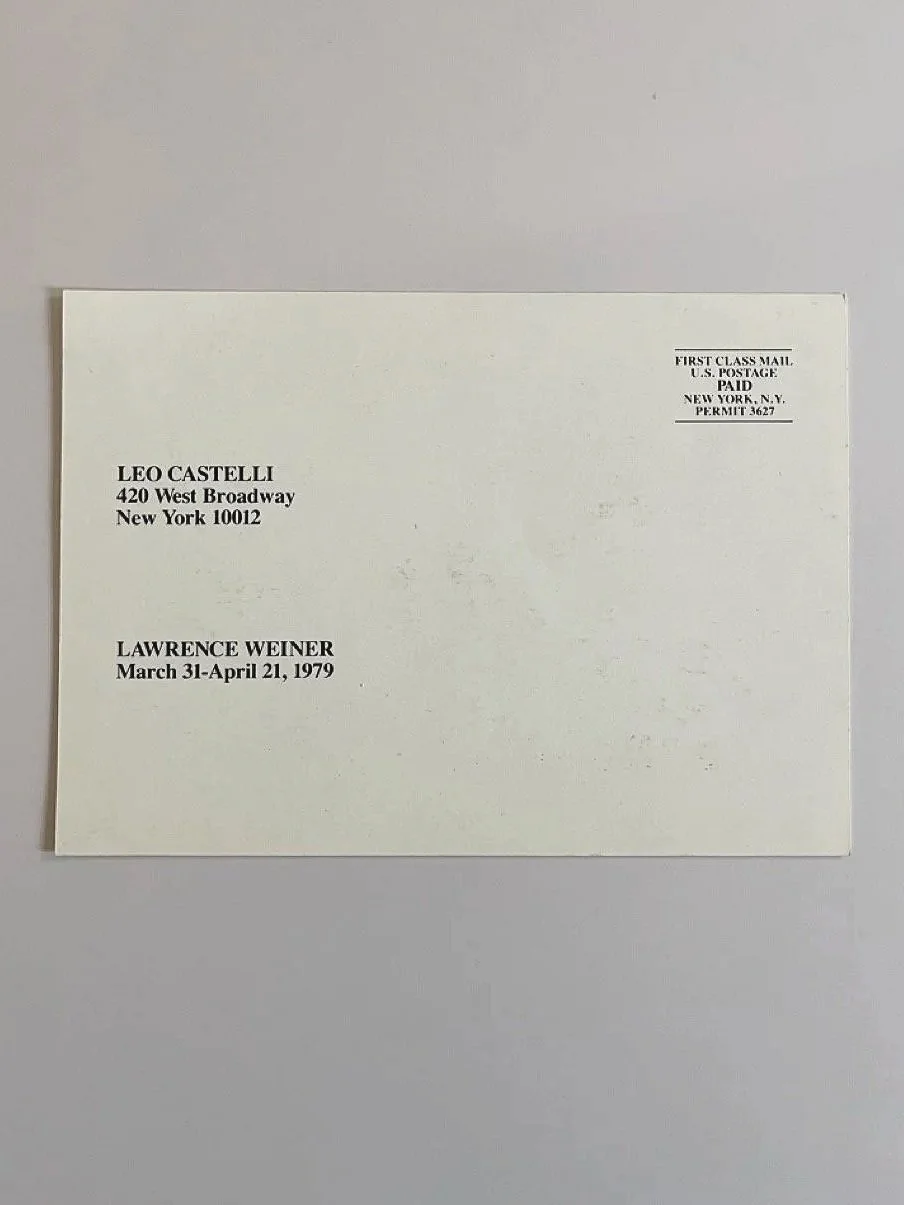 FIRST CLASS MAIL
U.S. POSTAGE
PAID
NEW YORK, N.Y.
PERMIT 3627
LEO CASTELLI
420 West Broadway
New York 10012
LAWRENCE WEINER
March 31-April 21, 1979